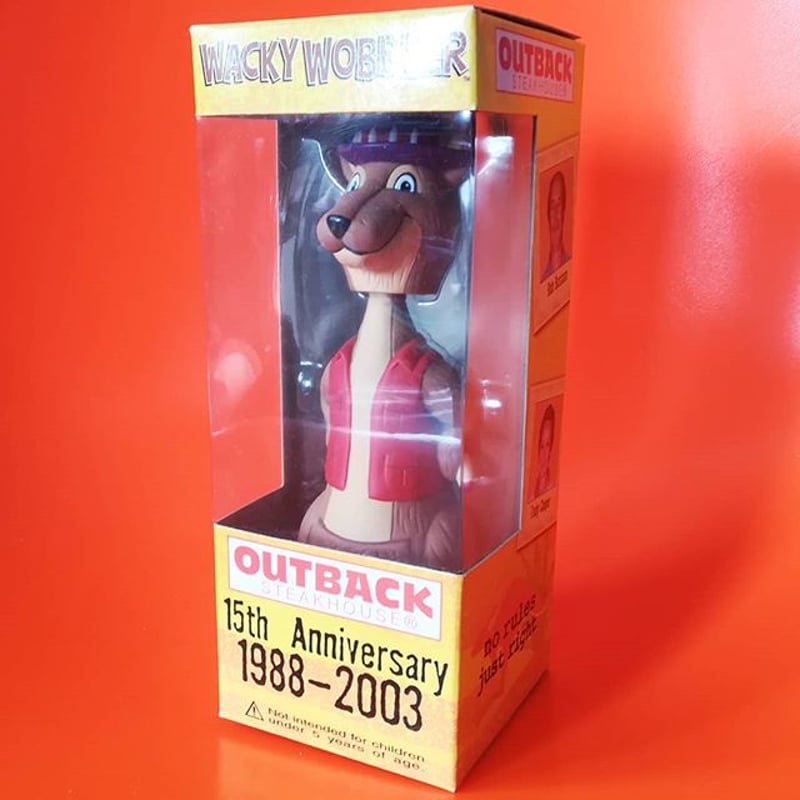 WACKY WOBBLER
OUTBACK
STEAKHOUSE®
OUTBACK
STEAKHOUSE®
15th Anniversary
1988-2003
⚠ Not intended for children
under 5 years of age.
no rules
just right